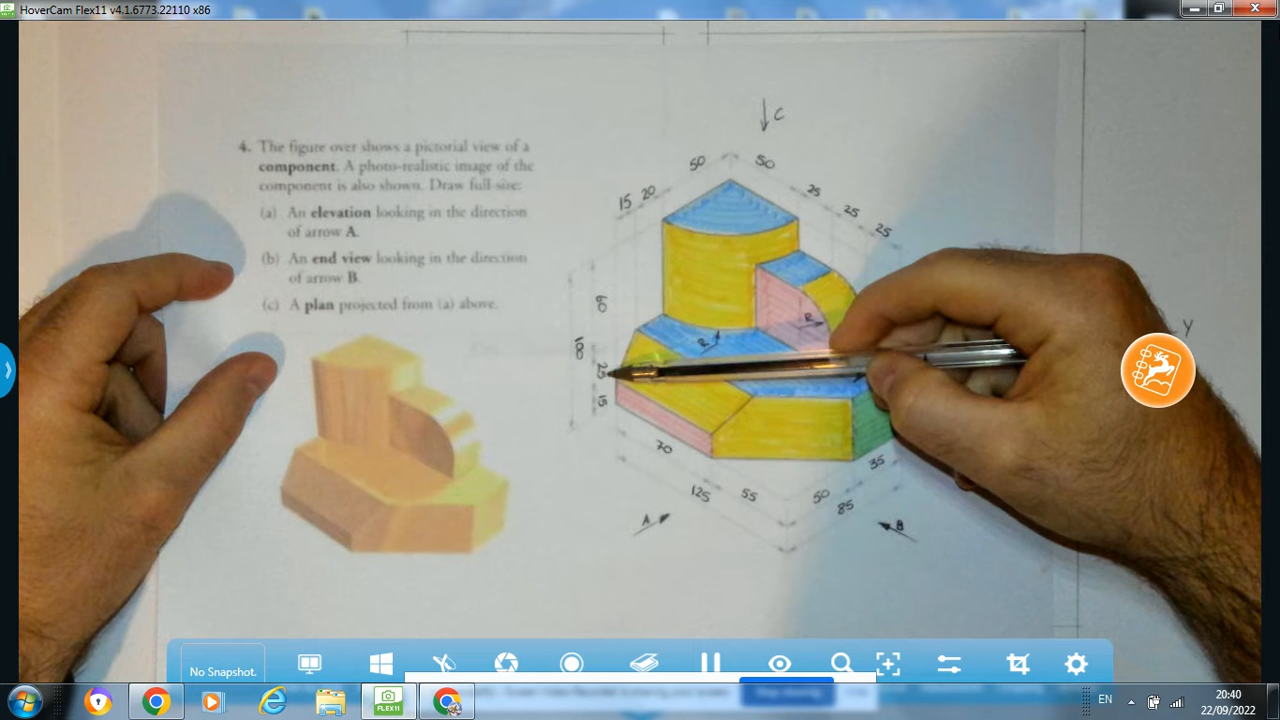 HoverCam Flex11 v4.1.6773.22110 x86
C
4. The figure over shows a pictorial view of a
component. A photo-realistic image of the
component is also shown. Draw full-size:
(a) An elevation looking in the direction
of arrow A.
(b) An end view looking in the direction
of arrow B.
(c) A plan projected from (a) above.
50
50
15
20
25
25
25
60
100
25
15
R
R
Y
70
125
55
50
35
85
A
B
No Snapshot.
FLEX11
EN
20:40
22/09/2022